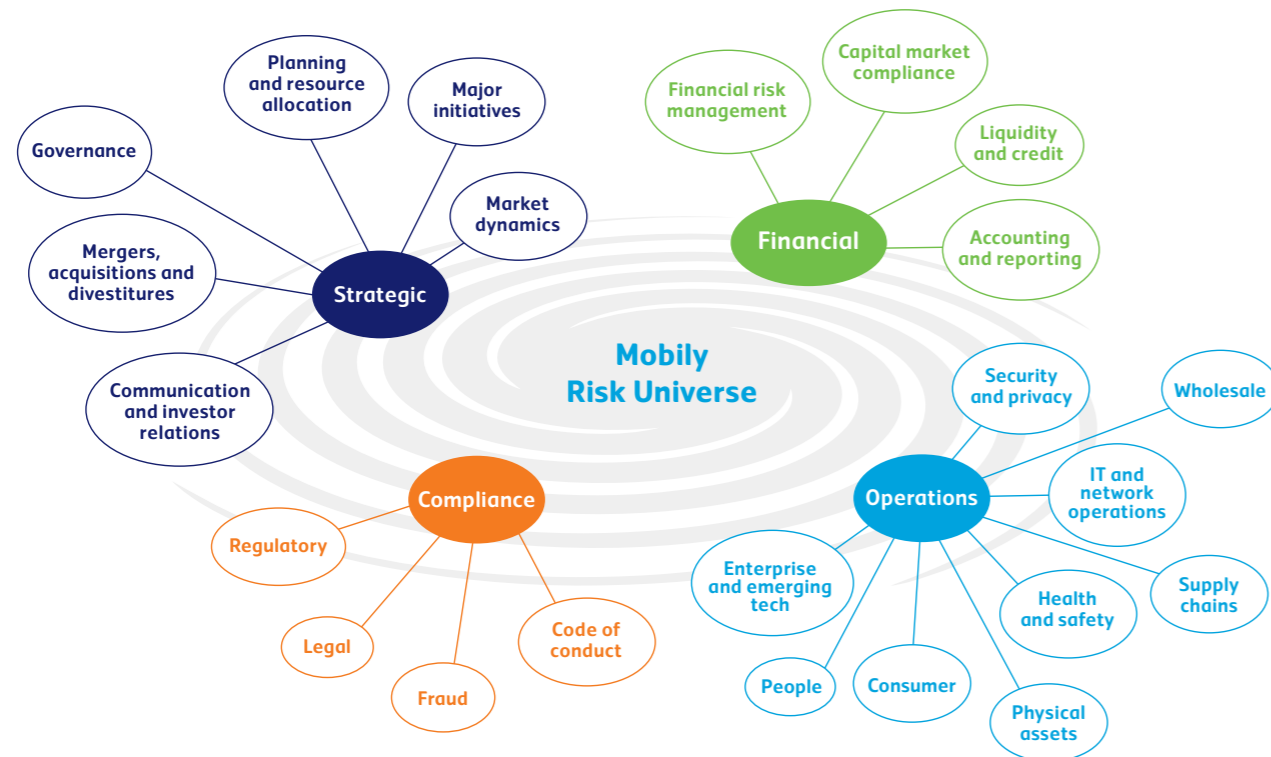 Planning
and resource
allocation
Major
initiatives
Governance
Market
dynamics
Mergers,
acquisitions and
divestitures
Strategic
Communication
and investor
relations
Capital market
compliance
Financial risk
management
Liquidity
and credit
Financial
Accounting
and reporting
Mobily
Risk Universe
Compliance
Regulatory
Legal
Fraud
Code of
conduct
Security
and privacy
Wholesale
Operations
IT and
network
operations
Enterprise
and emerging
tech
Health
and safety
Supply
chains
People
Consumer
Physical
assets